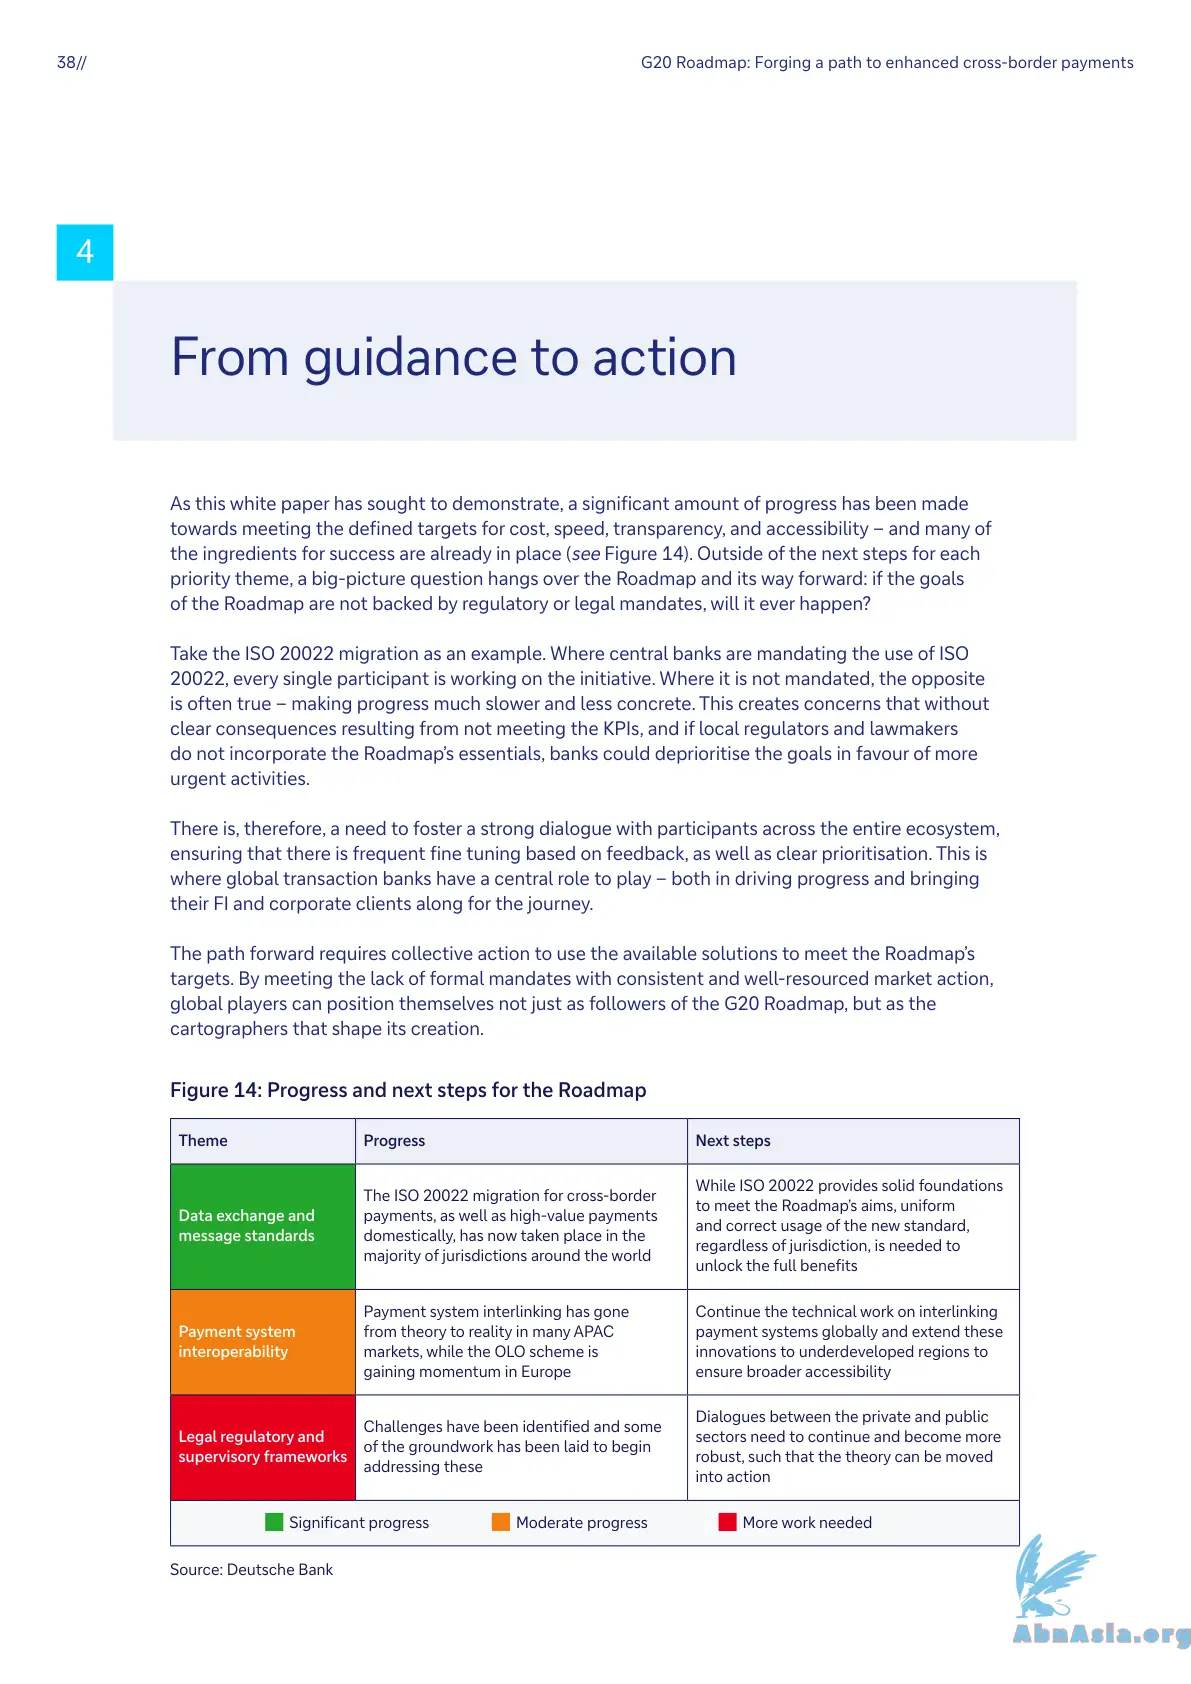 38//
G20 Roadmap: Forging a path to enhanced cross-border payments
4
From guidance to action
As this white paper has sought to demonstrate, a significant amount of progress has been made
towards meeting the defined targets for cost, speed, transparency, and accessibility – and many of
the ingredients for success are already in place (see Figure 14). Outside of the next steps for each
priority theme, a big-picture question hangs over the Roadmap and its way forward: if the goals
of the Roadmap are not backed by regulatory or legal mandates, will it ever happen?
Take the ISO 20022 migration as an example. Where central banks are mandating the use of ISO
20022, every single participant is working on the initiative. Where it is not mandated, the opposite
is often true – making progress much slower and less concrete. This creates concerns that without
clear consequences resulting from not meeting the KPIs, and if local regulators and lawmakers
do not incorporate the Roadmap’s essentials, banks could deprioritise the goals in favour of more
urgent activities.
There is, therefore, a need to foster a strong dialogue with participants across the entire ecosystem,
ensuring that there is frequent fine tuning based on feedback, as well as clear prioritisation. This is
where global transaction banks have a central role to play – both in driving progress and bringing
their FI and corporate clients along for the journey.
The path forward requires collective action to use the available solutions to meet the Roadmap’s
targets. By meeting the lack of formal mandates with consistent and well-resourced market action,
global players can position themselves not just as followers of the G20 Roadmap, but as the
cartographers that shape its creation.
Figure 14: Progress and next steps for the Roadmap
Theme
Progress
Next steps
Data exchange and
message standards
The ISO 20022 migration for cross-border
payments, as well as high-value payments
domestically, has now taken place in the
majority of jurisdictions around the world
While ISO 20022 provides solid foundations
to meet the Roadmap’s aims, uniform
and correct usage of the new standard,
regardless of jurisdiction, is needed to
unlock the full benefits
Payment system
interoperability
Payment system interlinking has gone
from theory to reality in many APAC
markets, while the OLO scheme is
gaining momentum in Europe
Continue the technical work on interlinking
payment systems globally and extend these
innovations to underdeveloped regions to
ensure broader accessibility
Legal regulatory and
supervisory frameworks
Challenges have been identified and some
of the groundwork has been laid to begin
addressing these
Dialogues between the private and public
sectors need to continue and become more
robust, such that the theory can be moved
into action
Significant progress
Moderate progress
More work needed
Source: Deutsche Bank
AbnAsia.org